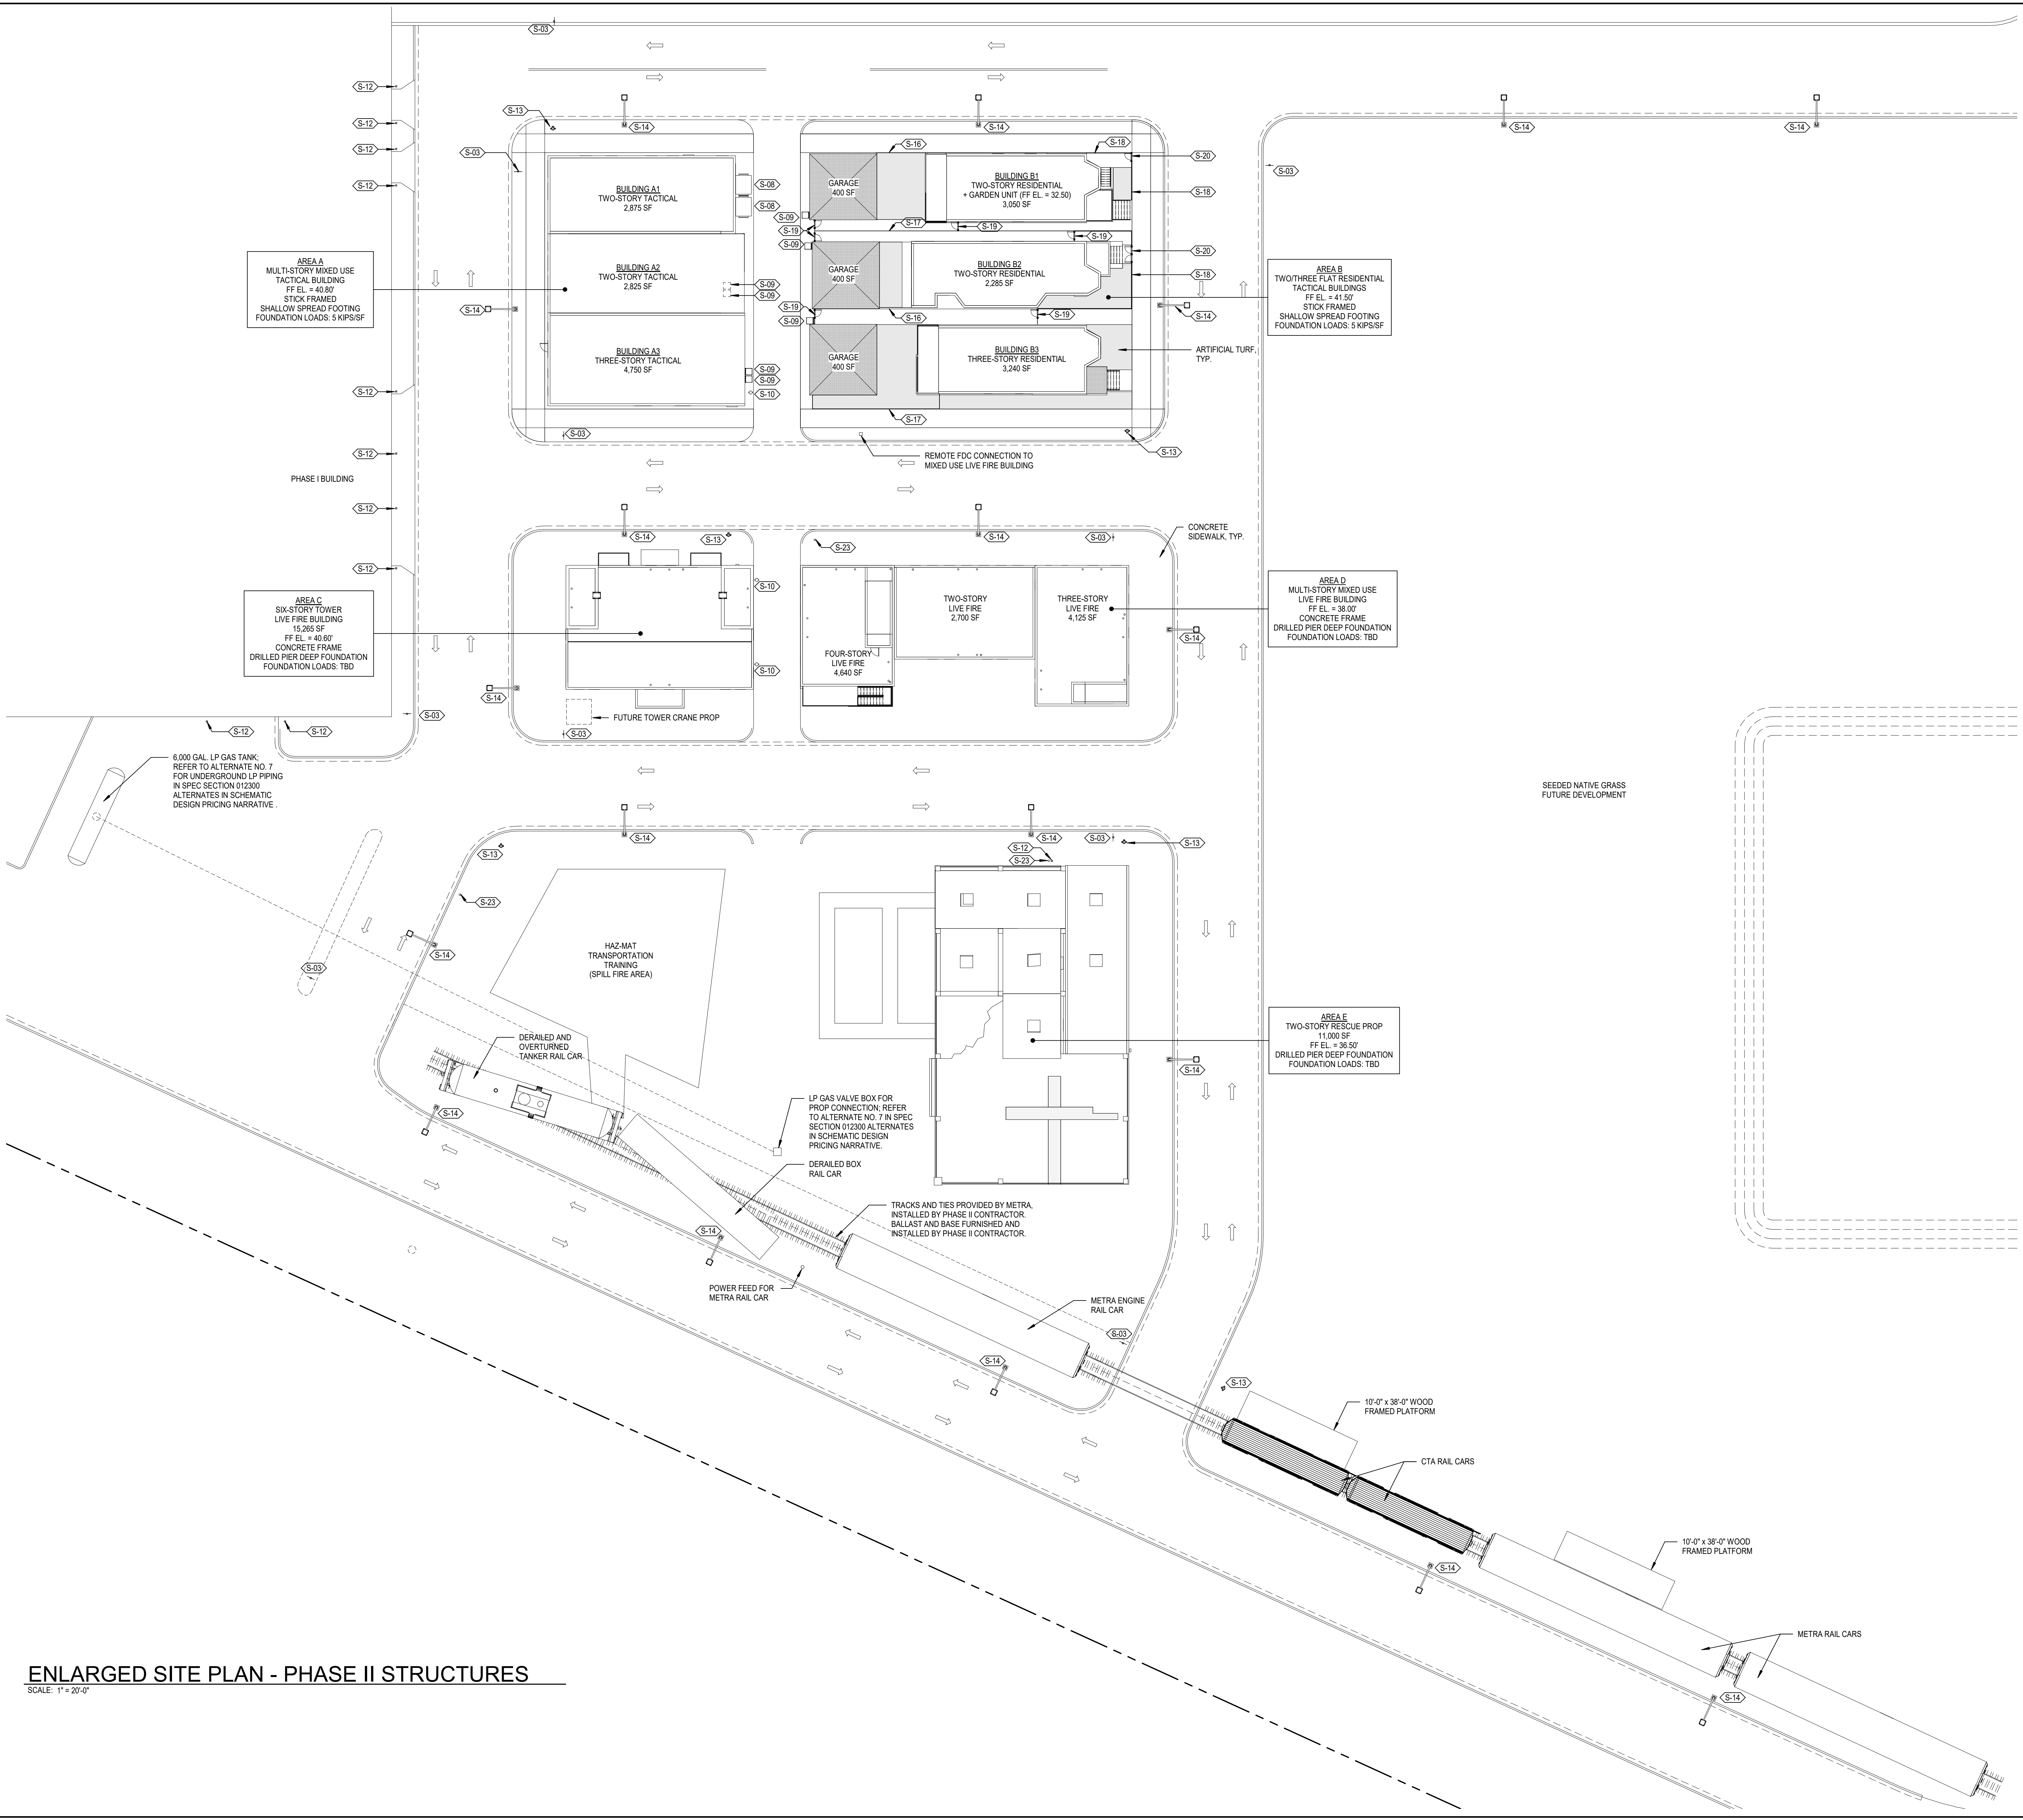 S-03
S-12
S-12
S-12
S-12
S-12
S-12
S-12
S-12
S-13
S-14
S-14
S-14
S-14
S-03
S-03
S-16
S-18
S-20
S-18
BUILDING A1
TWO-STORY TACTICAL
2,875 SF
S-08
S-08
GARAGE
400 SF
BUILDING B1
TWO-STORY RESIDENTIAL
+ GARDEN UNIT (FF EL. = 32.50)
3,050 SF
S-09
S-17
S-19
S-19
S-19
S-09
S-20
S-18
AREA A
MULTI-STORY MIXED USE
TACTICAL BUILDING
FF EL. = 40.80'
STICK FRAMED
SHALLOW SPREAD FOOTING
FOUNDATION LOADS: 5 KIPS/SF
BUILDING A2
TWO-STORY TACTICAL
2,825 SF
S-09
S-09
GARAGE
400 SF
BUILDING B2
TWO-STORY RESIDENTIAL
2,285 SF
AREA B
TWO/THREE FLAT RESIDENTIAL
TACTICAL BUILDINGS
FF EL. = 41.50'
STICK FRAMED
SHALLOW SPREAD FOOTING
FOUNDATION LOADS: 5 KIPS/SF
S-14
S-19
S-09
S-16
S-19
S-14
BUILDING A3
THREE-STORY TACTICAL
4,750 SF
S-09
S-09
S-10
GARAGE
400 SF
BUILDING B3
THREE-STORY RESIDENTIAL
3,240 SF
ARTIFICIAL TURF,
TYP.
S-17
S-03
S-13
REMOTE FDC CONNECTION TO
MIXED USE LIVE FIRE BUILDING
PHASE I BUILDING
S-14
S-13
S-23
S-14
S-03
CONCRETE
SIDEWALK, TYP.
AREA C
SIX-STORY TOWER
LIVE FIRE BUILDING
15,265 SF
FF EL. = 40.60'
CONCRETE FRAME
DRILLED PIER DEEP FOUNDATION
FOUNDATION LOADS: TBD
S-10
S-10
TWO-STORY
LIVE FIRE
2,700 SF
THREE-STORY
LIVE FIRE
4,125 SF
FOUR-STORY
LIVE FIRE
4,640 SF
AREA D
MULTI-STORY MIXED USE
LIVE FIRE BUILDING
FF EL. = 38.00'
CONCRETE FRAME
DRILLED PIER DEEP FOUNDATION
FOUNDATION LOADS: TBD
S-14
S-14
S-03
S-12
S-12
FUTURE TOWER CRANE PROP
S-03
6,000 GAL. LP GAS TANK;
REFER TO ALTERNATE NO. 7
FOR UNDERGROUND LP PIPING
IN SPEC SECTION 012300
ALTERNATES IN SCHEMATIC
DESIGN PRICING NARRATIVE .
SEEDED NATIVE GRASS
FUTURE DEVELOPMENT
S-14
S-13
S-14
S-03
S-13
S-12
S-23
S-23
S-14
S-03
HAZ-MAT
TRANSPORTATION
TRAINING
(SPILL FIRE AREA)
DERAILED AND
OVERTURNED
TANKER RAIL CAR
AREA E
TWO-STORY RESCUE PROP
11,000 SF
FF EL. = 36.50'
DRILLED PIER DEEP FOUNDATION
FOUNDATION LOADS: TBD
S-14
S-14
LP GAS VALVE BOX FOR
PROP CONNECTION; REFER
TO ALTERNATE NO. 7 IN SPEC
SECTION 012300 ALTERNATES
IN SCHEMATIC DESIGN
PRICING NARRATIVE.
DERAILED BOX
RAIL CAR
TRACKS AND TIES PROVIDED BY METRA,
INSTALLED BY PHASE II CONTRACTOR.
BALLAST AND BASE FURNISHED AND
INSTALLED BY PHASE II CONTRACTOR.
S-14
POWER FEED FOR
METRA RAIL CAR
METRA ENGINE
RAIL CAR
S-03
S-14
S-13
10'-0" x 38'-0" WOOD
FRAMED PLATFORM
CTA RAIL CARS
10'-0" x 38'-0" WOOD
FRAMED PLATFORM
S-14
METRA RAIL CARS
S-14
ENLARGED SITE PLAN - PHASE II STRUCTURES
SCALE: 1" = 20'-0"